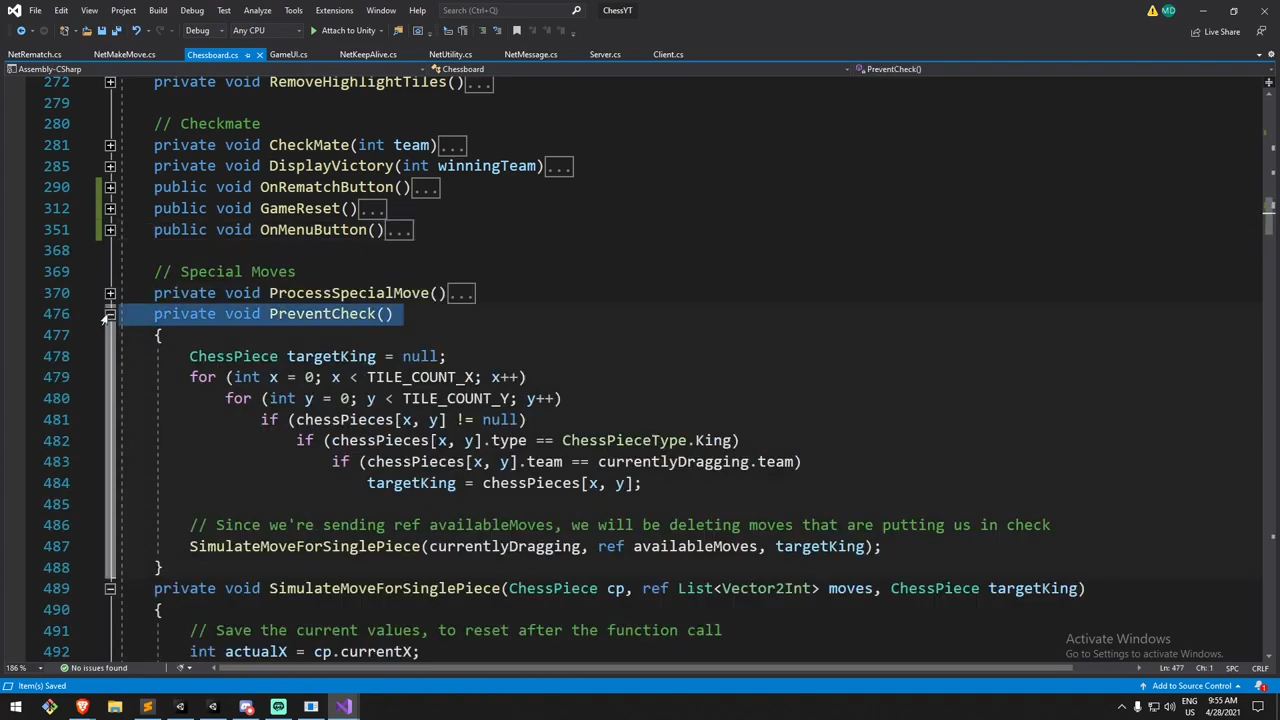 File Edit View Project Build Debug Test Analyze Tools Extensions Window Help Search (Ctrl+Q) ChessYT MD
Debug Any CPU Attach to Unity Live Share
NetRematch.cs NetMakeMove.cs Chessboard.cs GameUI.cs NetKeepAlive.cs NetUtility.cs NetMessage.cs Server.cs Client.cs
Assembly-CSharp Chessboard PreventCheck()
272 private void RemoveHighlightTiles()...
279
280 // Checkmate
281 private void CheckMate(int team)...
285 private void DisplayVictory(int winningTeam)...
290 public void OnRematchButton()...
312 public void GameReset()...
351 public void OnMenuButton()...
368
369 // Special Moves
370 private void ProcessSpecialMove()...
476 private void PreventCheck()
477 {
478 ChessPiece targetKing = null;
479 for (int x = 0; x < TILE_COUNT_X; x++)
480 for (int y = 0; y < TILE_COUNT_Y; y++)
481 if (chessPieces[x, y] != null)
482 if (chessPieces[x, y].type == ChessPieceType.King)
483 if (chessPieces[x, y].team == currentlyDragging.team)
484 targetKing = chessPieces[x, y];
485
486 // Since we're sending ref availableMoves, we will be deleting moves that are putting us in check
487 SimulateMoveForSinglePiece(currentlyDragging, ref availableMoves, targetKing);
488 }
489 private void SimulateMoveForSinglePiece(ChessPiece cp, ref List<Vector2Int> moves, ChessPiece targetKing)
490 {
491 // Save the current values, to reset after the function call
492 int actualX = cp.currentX;
Activate Windows
Go to Settings to activate Windows.
186 % No issues found Ln: 477 Ch: 1 SPC CRLF
Item(s) Saved Add to Source Control 1
ENG 9:55 AM
US 4/28/2021